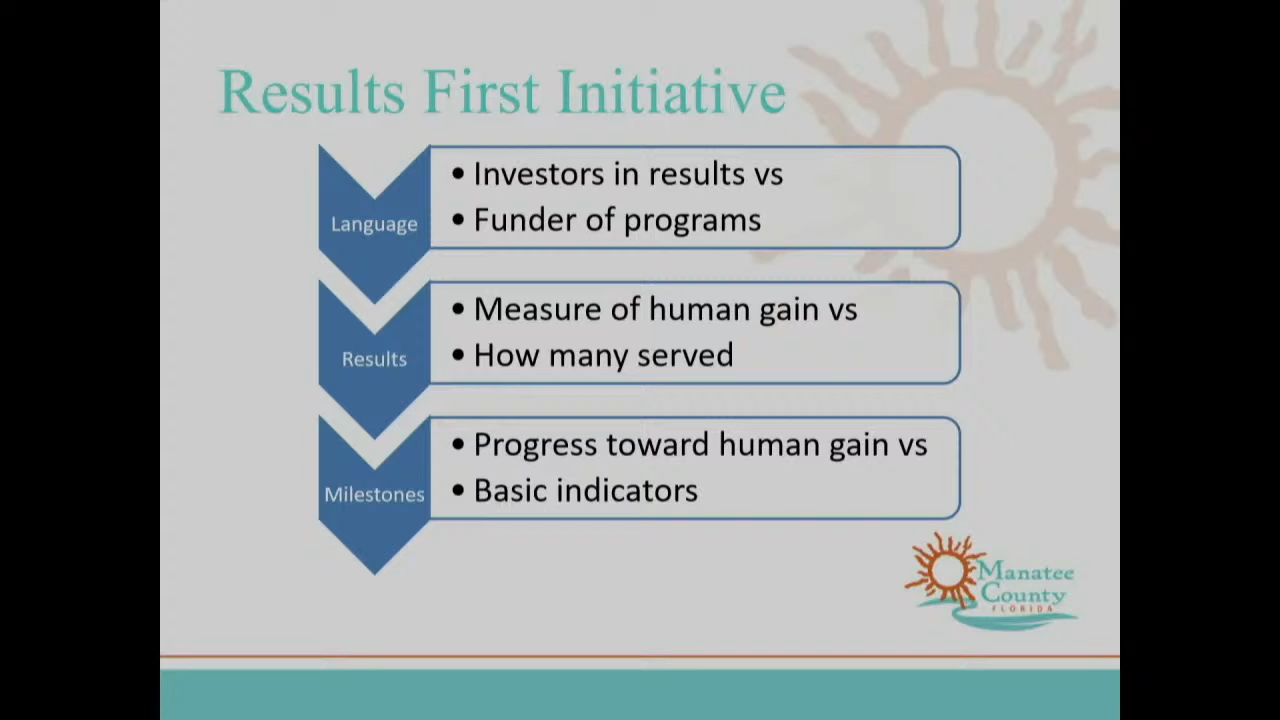 Results First Initiative
Language
• Investors in results vs
• Funder of programs
Results
• Measure of human gain vs
• How many served
Milestones
• Progress toward human gain vs
• Basic indicators
Manatee
County
FLORIDA